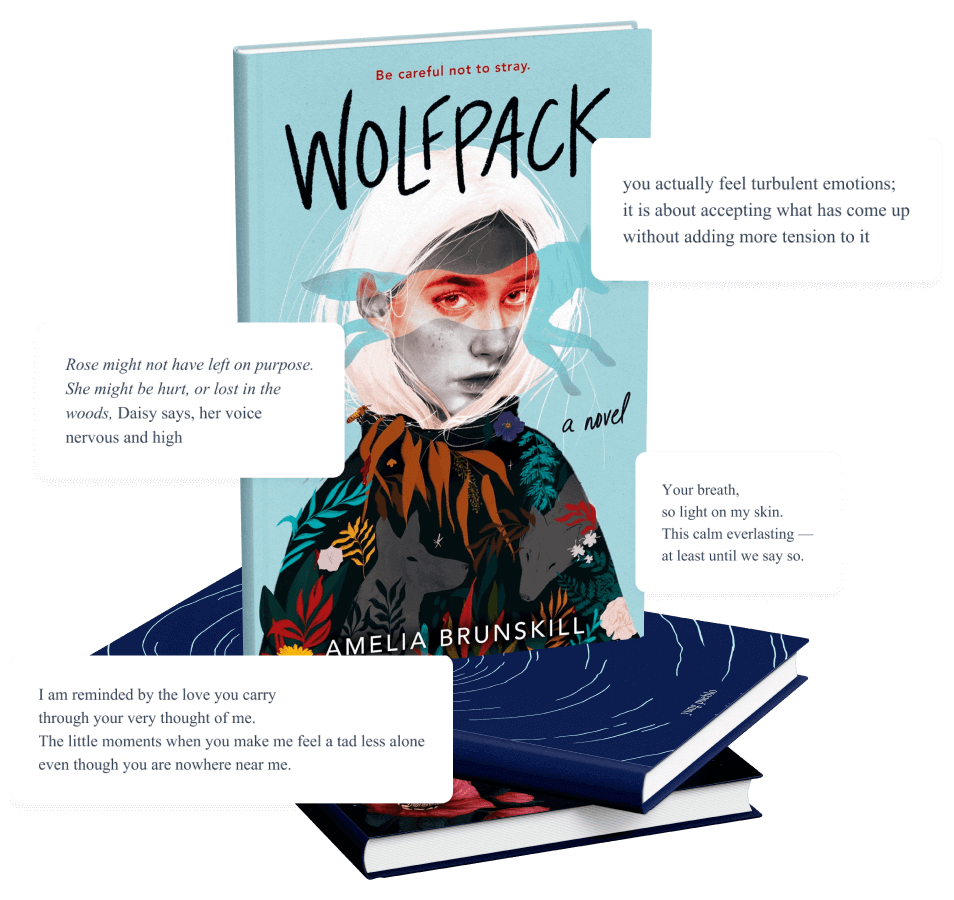 Be careful not to stray.
WOLFPACK
you actually feel turbulent emotions;
it is about accepting what has come up
without adding more tension to it
Rose might not have left on purpose.
She might be hurt, or lost in the
woods, Daisy says, her voice
nervous and high
a novel
Your breath,
so light on my skin.
This calm everlasting —
at least until we say so.
AMELIA BRUNSKILL
I am reminded by the love you carry
through your very thought of me.
The little moments when you make me feel a tad less alone
even though you are nowhere near me.